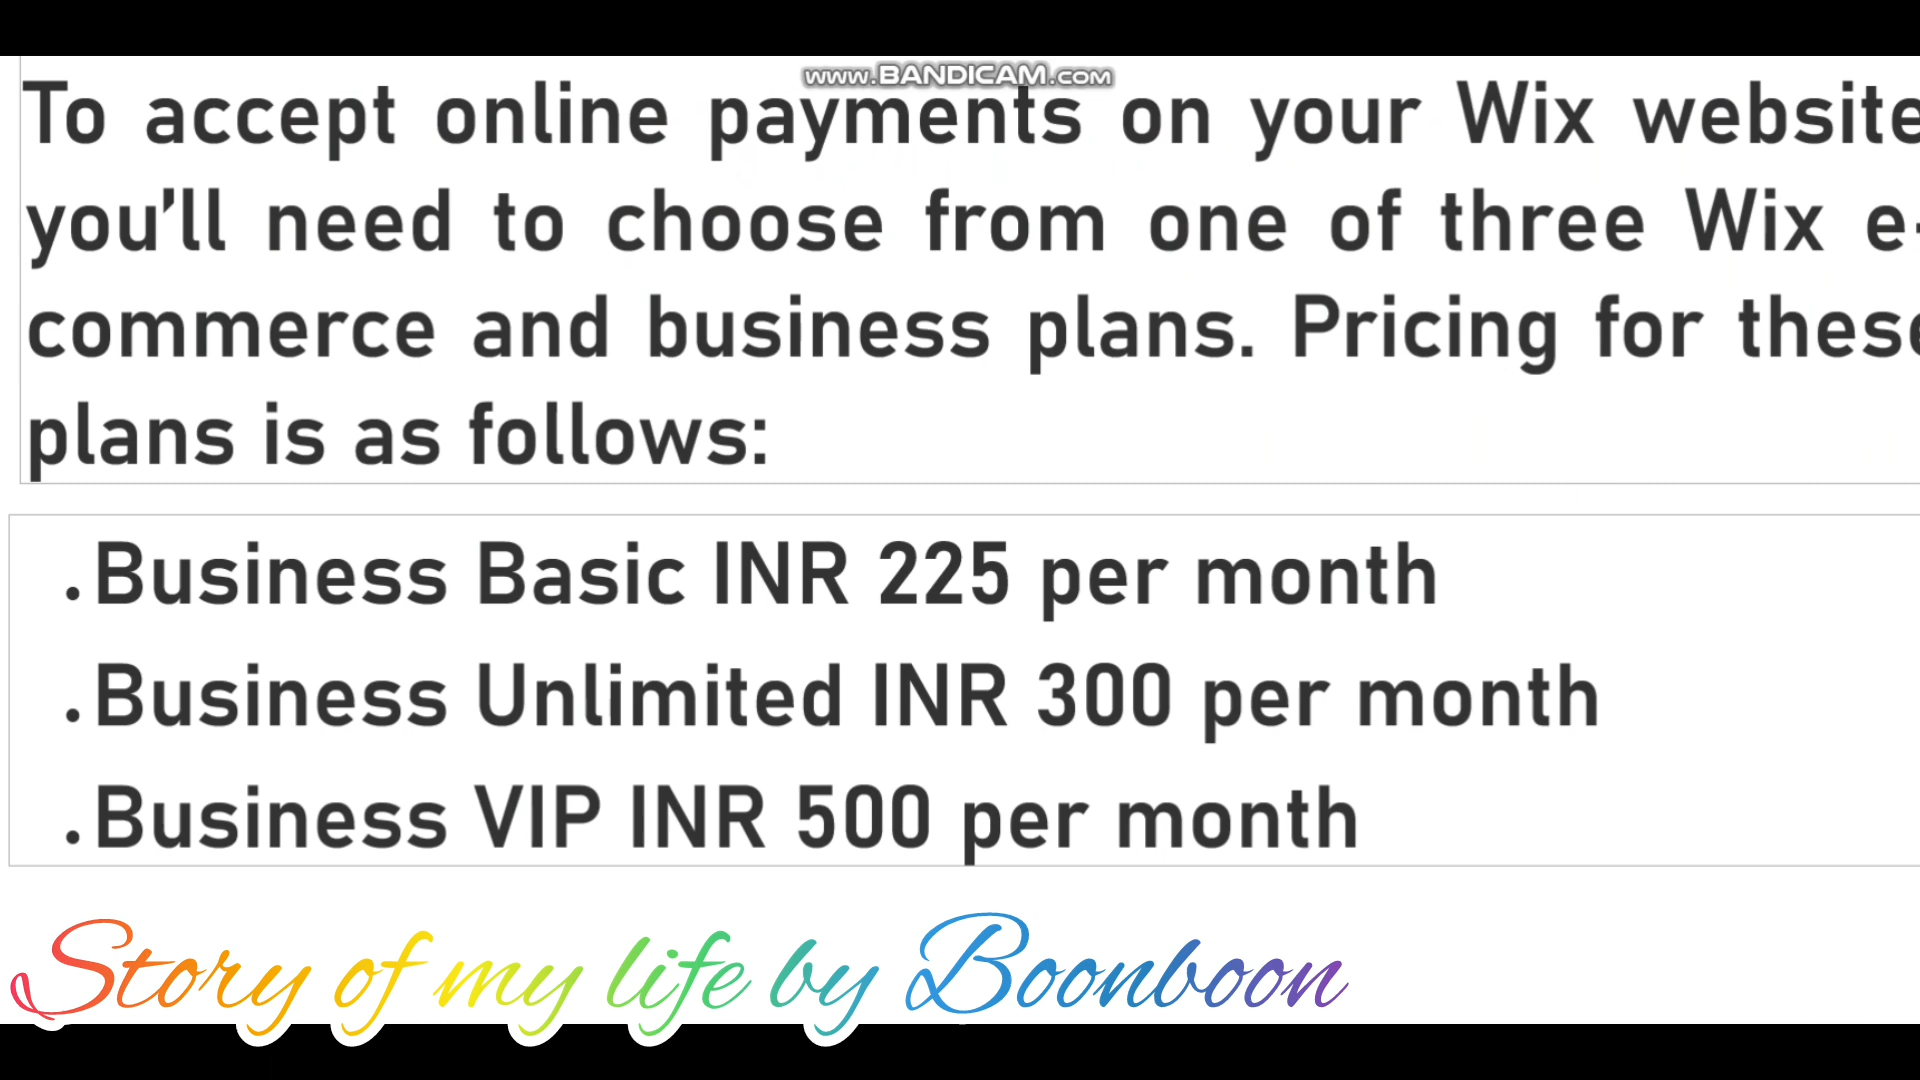 www.BANDICAM.com
To accept online payments on your Wix website
you'll need to choose from one of three Wix e-
commerce and business plans. Pricing for these
plans is as follows:
. Business Basic INR 225 per month
. Business Unlimited INR 300 per month
. Business VIP INR 500 per month
Story of my life by Boonboon